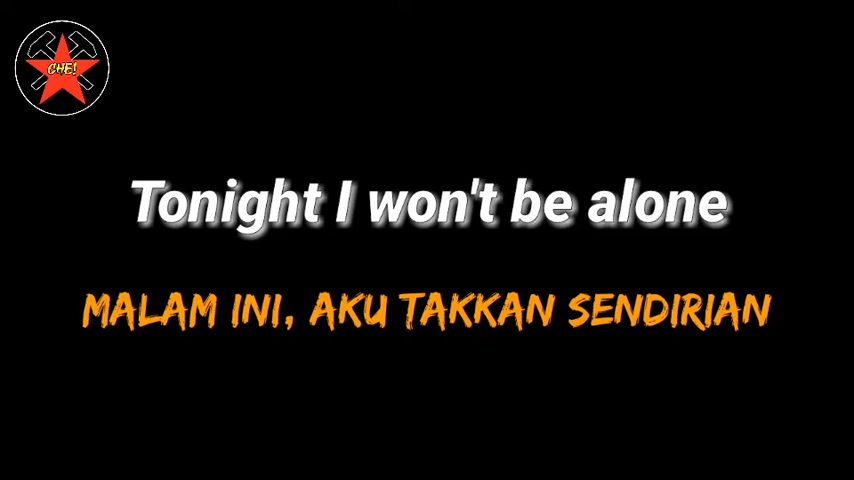 CHE!
Tonight I won't be alone
MALAM INI, AKU TAKKAN SENDIRIAN